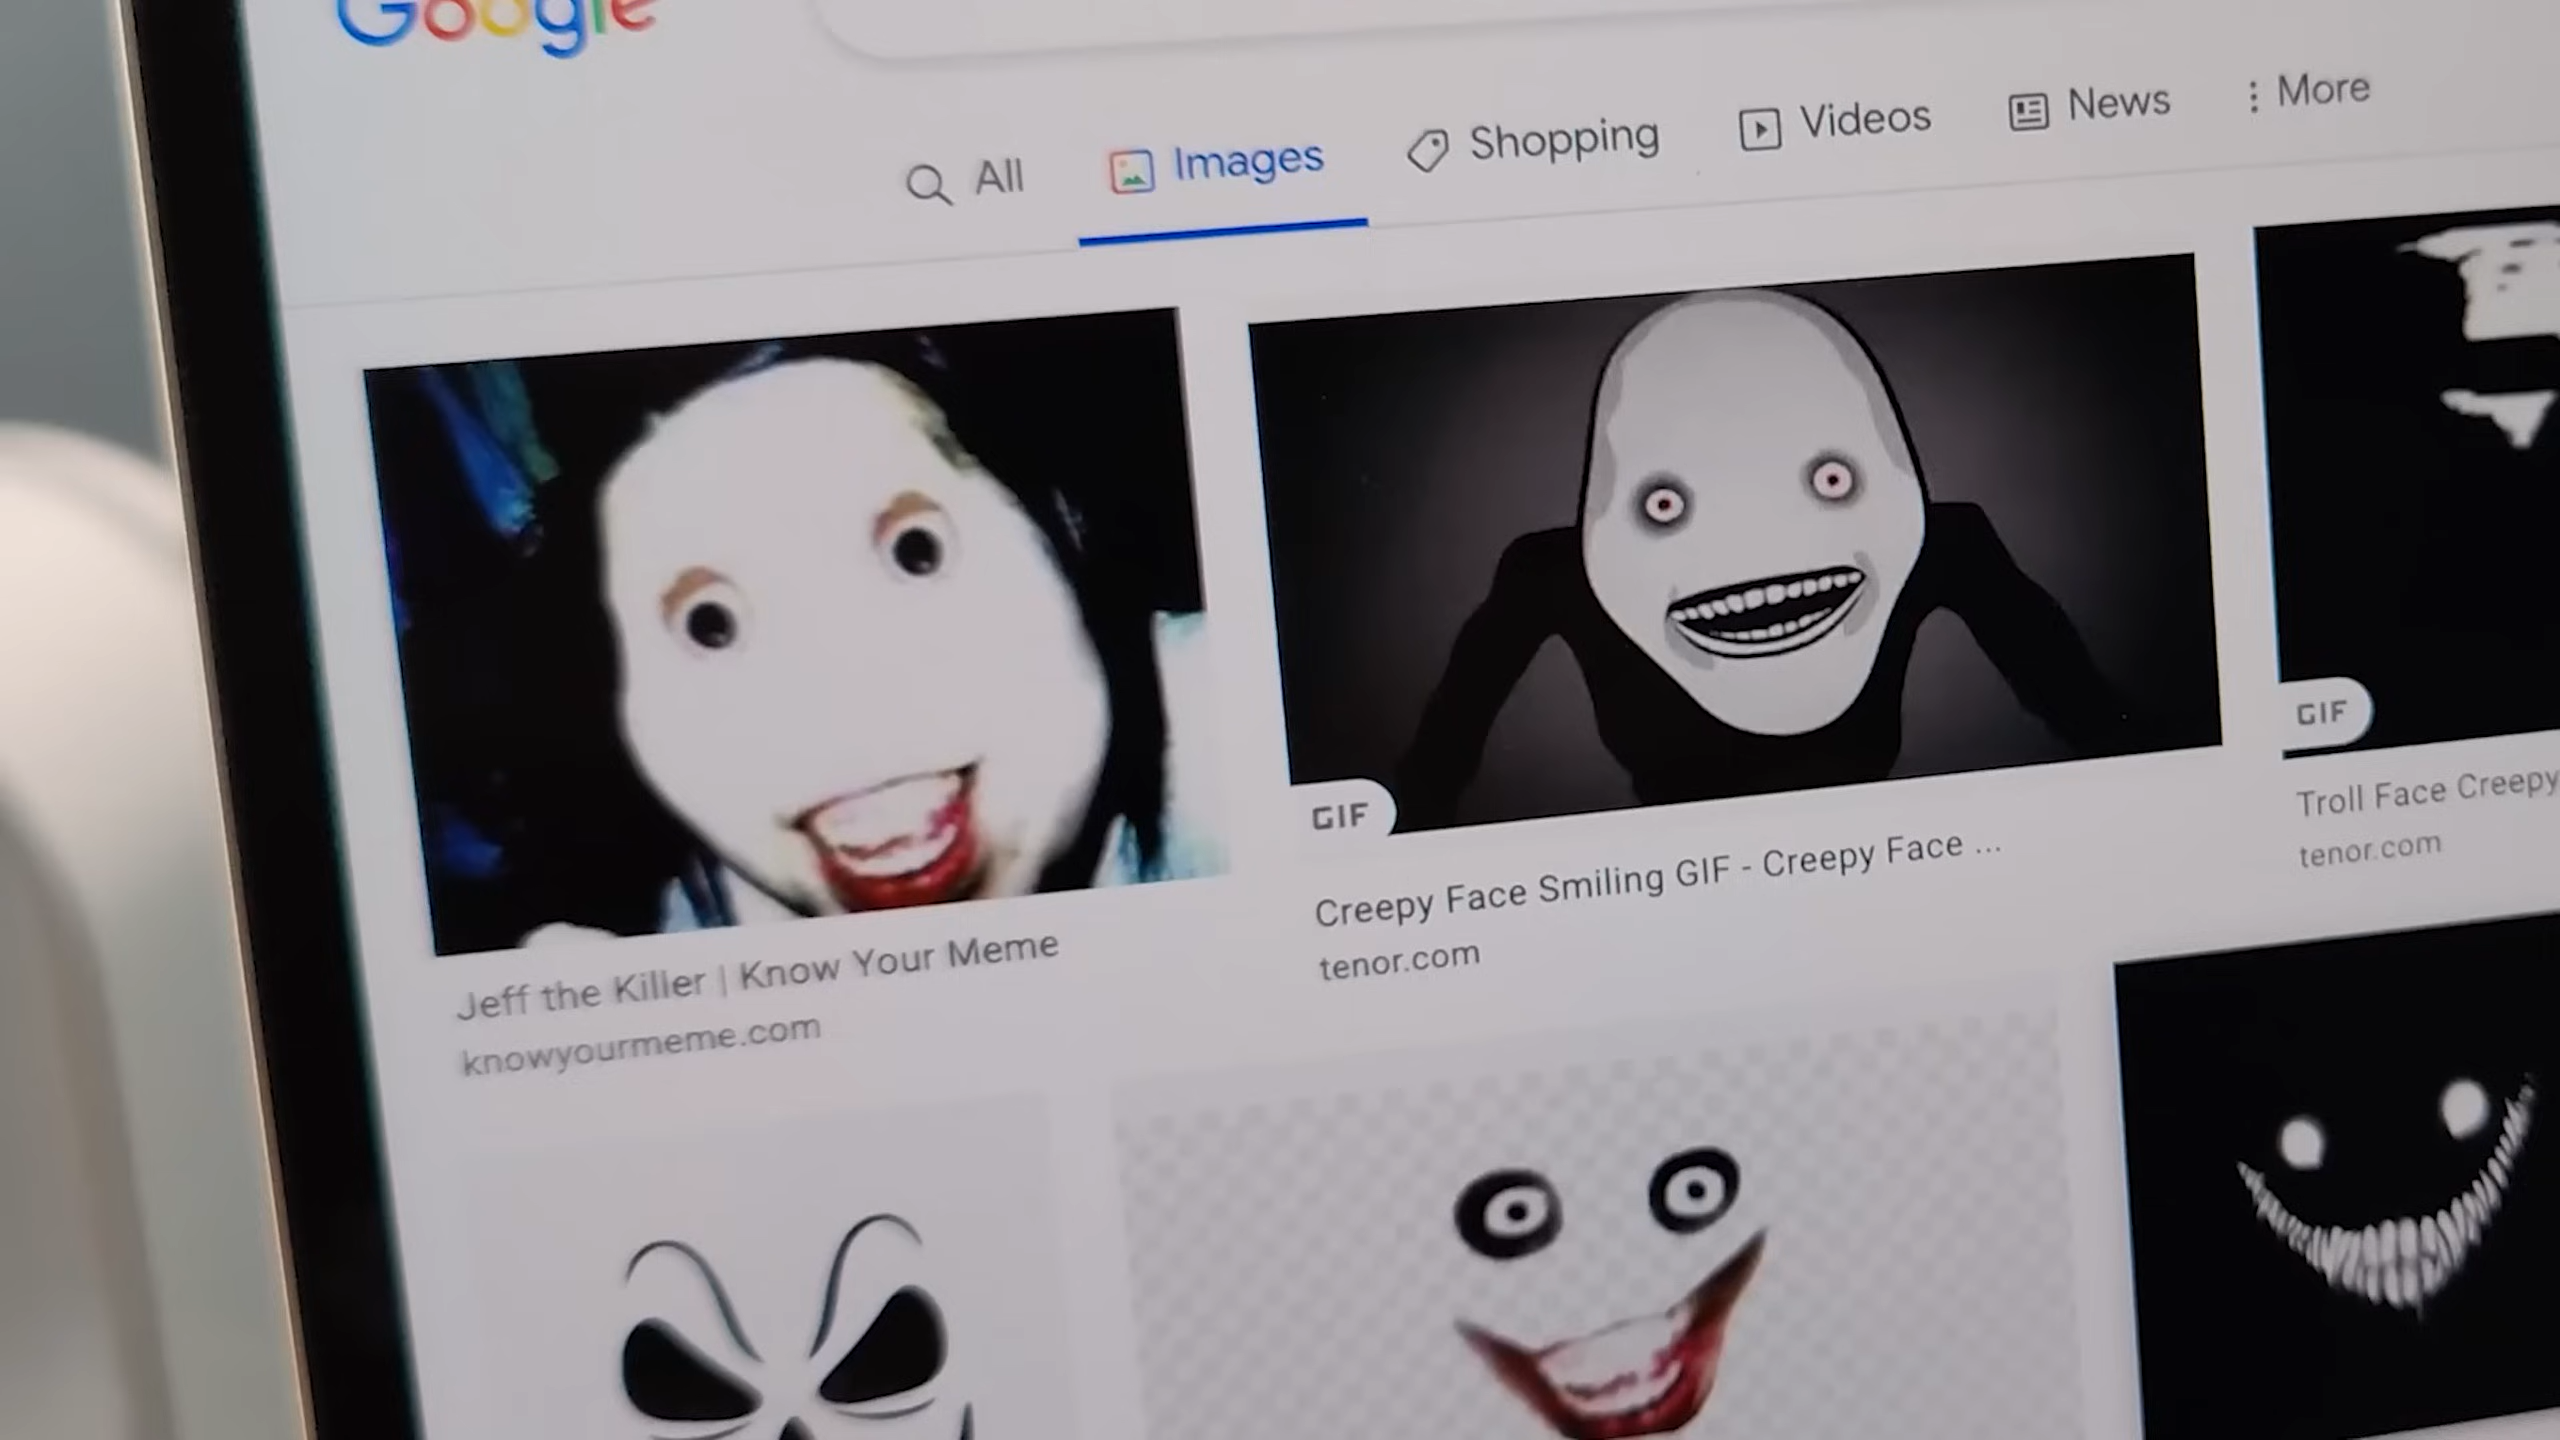 Google
All Images Shopping Videos News More
GIF
GIF
Jeff the Killer | Know Your Meme
knowyourmeme.com
Creepy Face Smiling GIF - Creepy Face ...
tenor.com
Troll Face Creepy
tenor.com